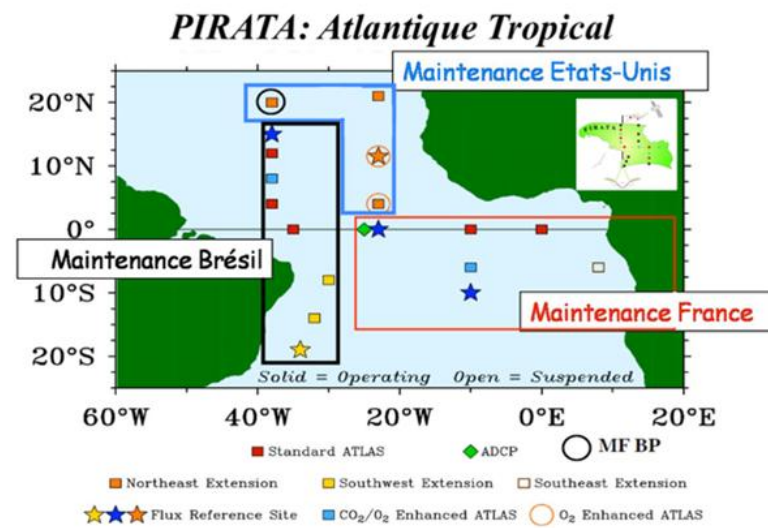 PIRATA: Atlantique Tropical
Maintenance Etats-Unis
20°N
PIRATA
10°N
0°
Maintenance Brésil
10°S
Maintenance France
20°S
Solid = Operating Open = Suspended
60°W 40°W 20°W 0°E 20°E
Standard ATLAS ADCP MF BP
Northeast Extension Southwest Extension Southeast Extension
Flux Reference Site CO2/O2 Enhanced ATLAS O2 Enhanced ATLAS